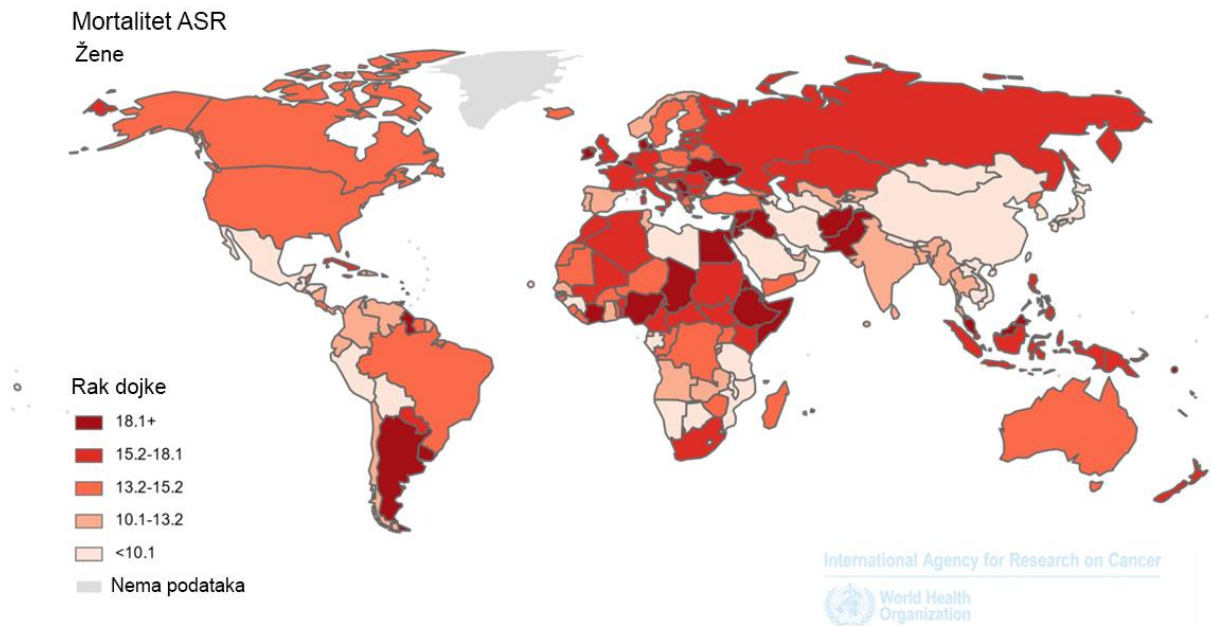 Mortalitet ASR
Žene
Rak dojke
18.1+
15.2-18.1
13.2-15.2
10.1-13.2
<10.1
Nema podataka
International Agency for Research on Cancer
World Health
Organization